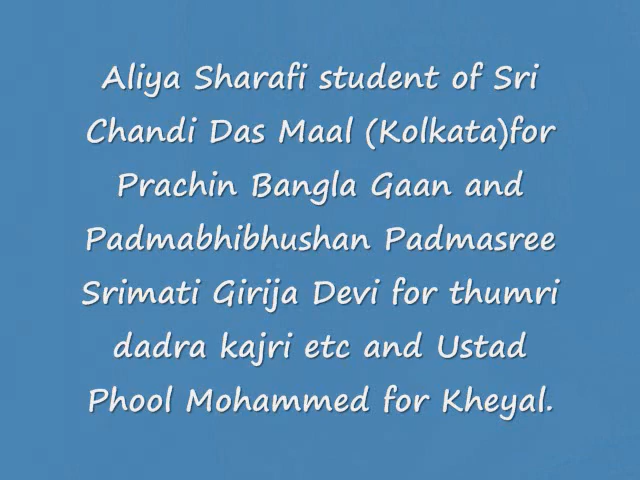 Aliya Sharafi student of Sri
Chandi Das Maal (Kolkata)for
Prachin Bangla Gaan and
Padmabhibhushan Padmasree
Srimati Girija Devi for thumri
dadra kajri etc and Ustad
Phool Mohammed for Kheyal.